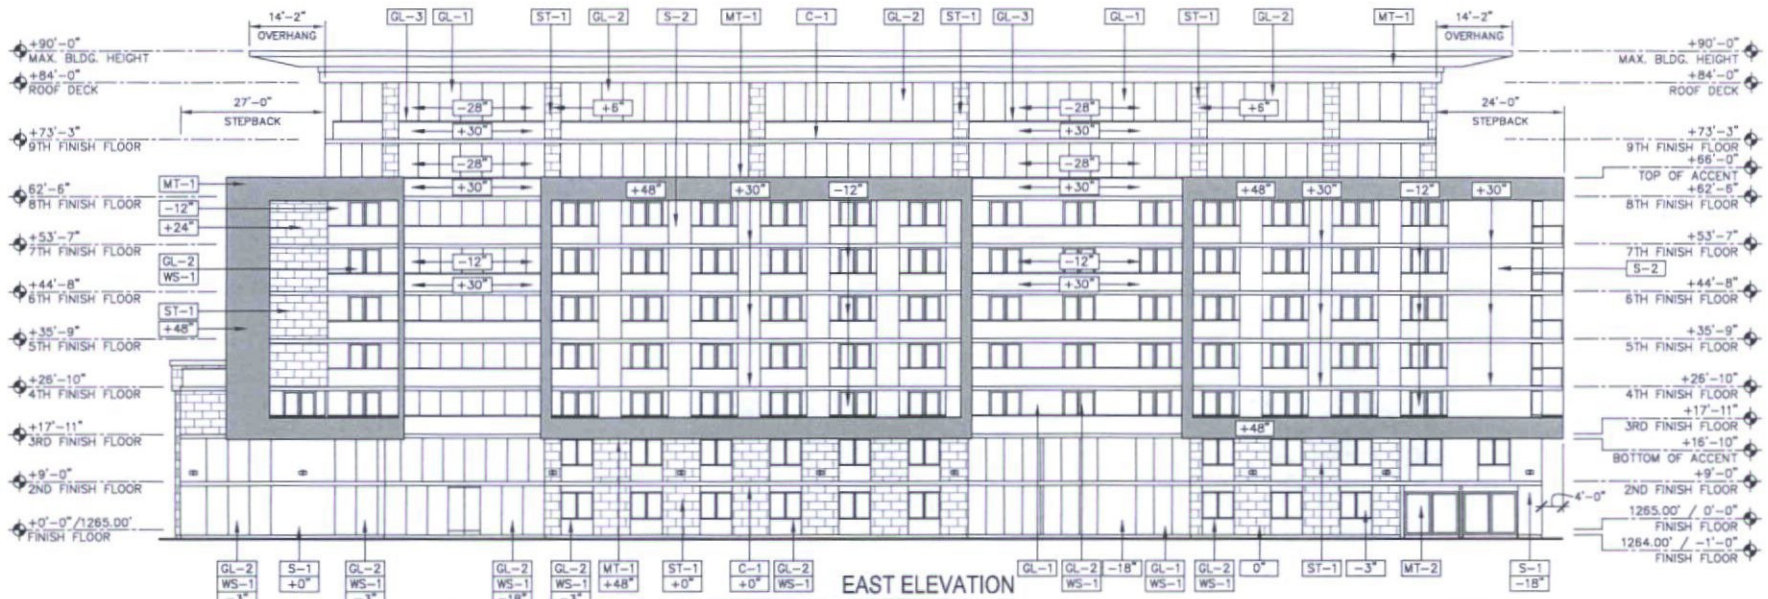 14'-2"
OVERHANG
GL-3
GL-1
ST-1
GL-2
S-2
MT-1
C-1
GL-2
ST-1
GL-3
GL-1
ST-1
GL-2
MT-1
14'-2"
OVERHANG
+90'-0"
MAX. BLDG. HEIGHT
+84'-0"
ROOF DECK
27'-0"
STEPBACK
+73'-3"
9TH FINISH FLOOR
62'-6"
8TH FINISH FLOOR
+53'-7"
7TH FINISH FLOOR
+44'-8"
6TH FINISH FLOOR
+35'-9"
5TH FINISH FLOOR
+26'-10"
4TH FINISH FLOOR
+17'-11"
3RD FINISH FLOOR
+9'-0"
2ND FINISH FLOOR
+0'-0"/1265.00'
FINISH FLOOR
MT-1
-12"
+24"
GL-2
WS-1
ST-1
+48"
-28"
+6"
-28"
+6"
+30"
+30"
-28"
-28"
+30"
+48"
+30"
-12"
+30"
+48"
+30"
-12"
+30"
-12"
-12"
+30"
+30"
+48"
+90'-0"
MAX. BLDG. HEIGHT
+84'-0"
ROOF DECK
24'-0"
STEPBACK
+73'-3"
9TH FINISH FLOOR
+66'-0"
TOP OF ACCENT
+62'-6"
8TH FINISH FLOOR
+53'-7"
7TH FINISH FLOOR
S-2
+44'-8"
6TH FINISH FLOOR
+35'-9"
5TH FINISH FLOOR
+26'-10"
4TH FINISH FLOOR
+17'-11"
3RD FINISH FLOOR
+16'-10"
BOTTOM OF ACCENT
+9'-0"
2ND FINISH FLOOR
4'-0"
1265.00' / 0'-0"
FINISH FLOOR
1264.00' / -1'-0"
FINISH FLOOR
GL-2
WS-1
-3"
S-1
+0"
GL-2
WS-1
-3"
GL-2
WS-1
-18"
GL-2
WS-1
-3"
MT-1
+48"
ST-1
+0"
C-1
+0"
GL-2
WS-1
EAST ELEVATION
GL-1
GL-2
WS-1
-18"
GL-1
WS-1
GL-2
WS-1
0"
ST-1
-3"
MT-2
S-1
-18"